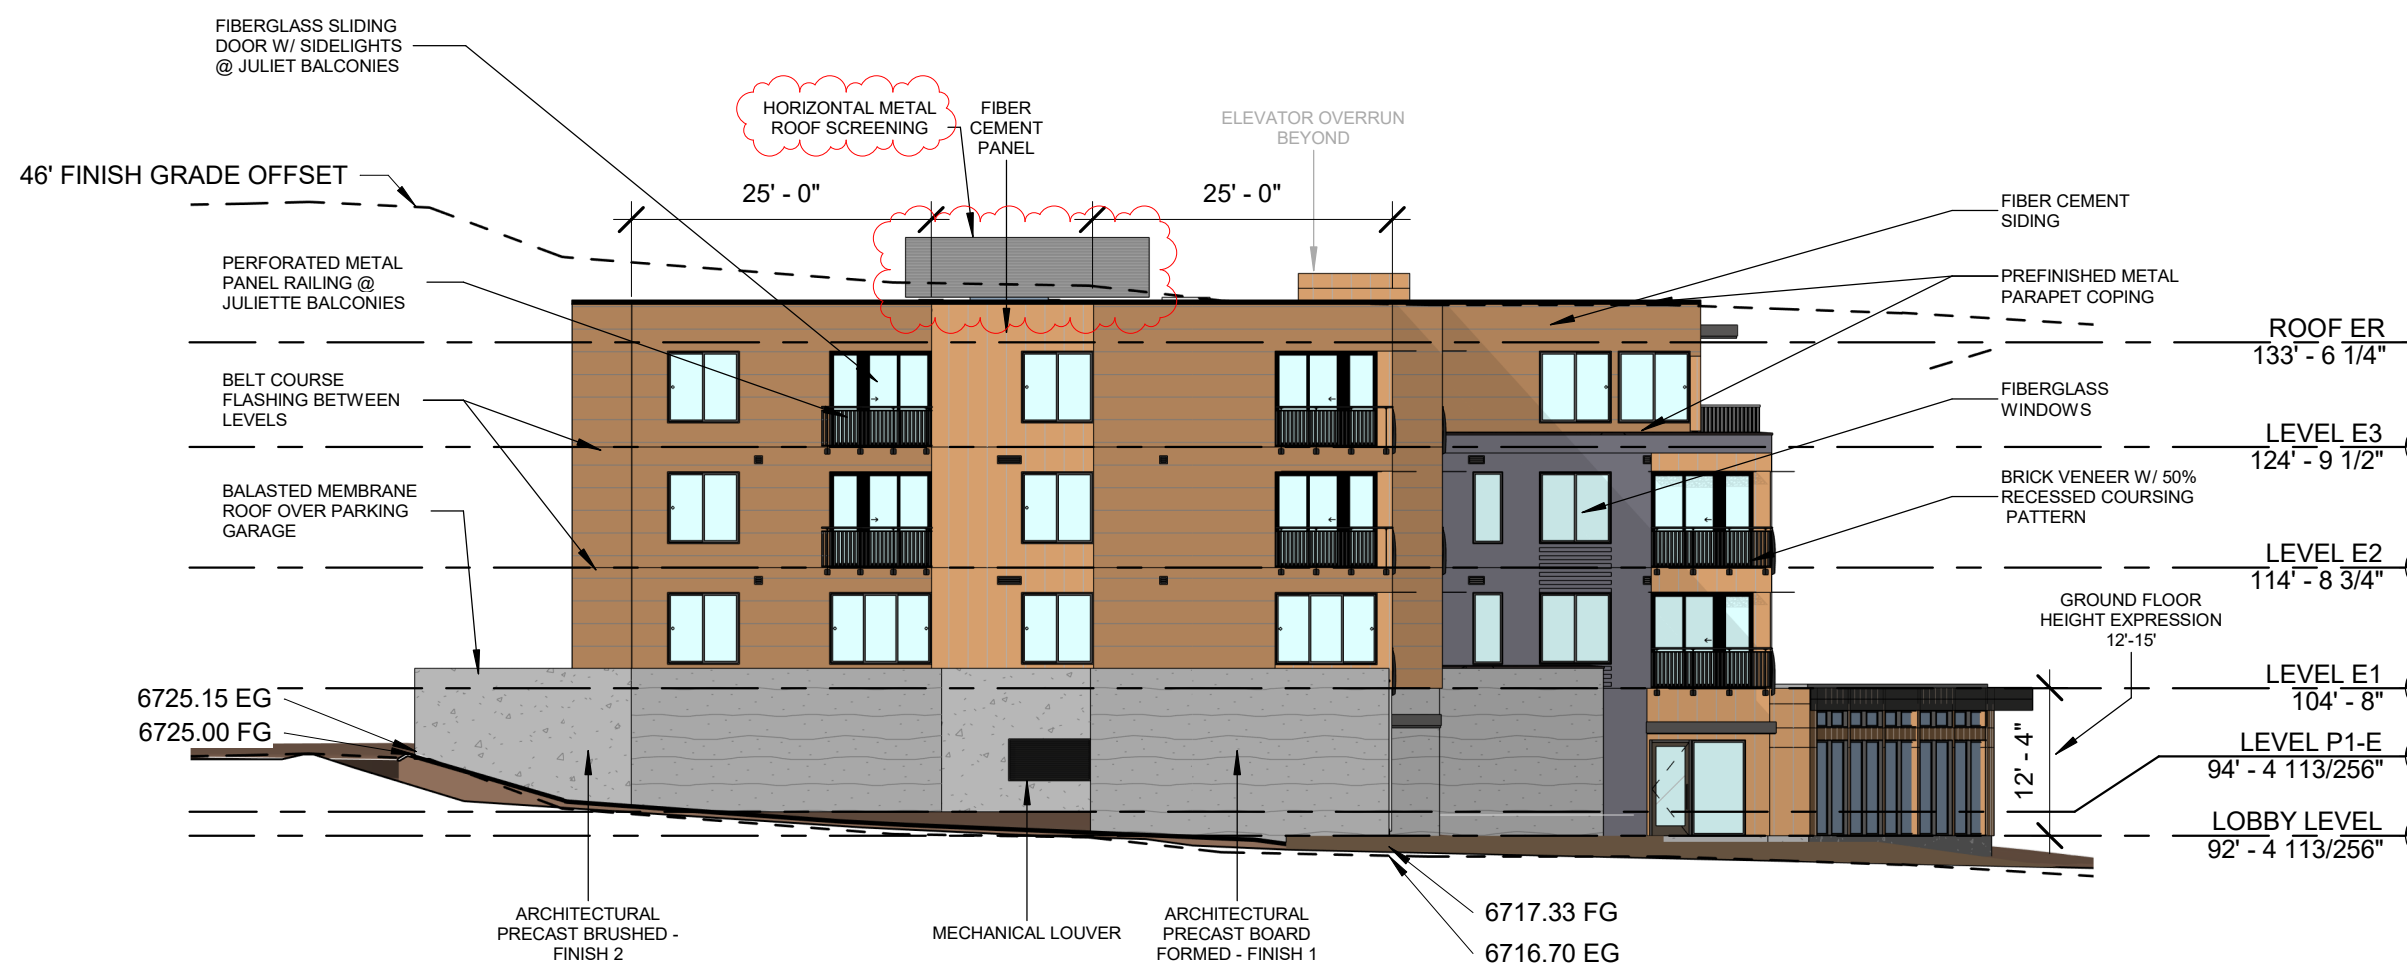 FIBERGLASS SLIDING
DOOR W/ SIDELIGHTS
@ JULIET BALCONIES
HORIZONTAL METAL
ROOF SCREENING
FIBER
CEMENT
PANEL
ELEVATOR OVERRUN
BEYOND
46' FINISH GRADE OFFSET
25' - 0"
25' - 0"
FIBER CEMENT
SIDING
PERFORATED METAL
PANEL RAILING @
JULIETTE BALCONIES
PREFINISHED METAL
PARAPET COPING
ROOF ER
133' - 6 1/4"
BELT COURSE
FLASHING BETWEEN
LEVELS
FIBERGLASS
WINDOWS
LEVEL E3
124' - 9 1/2"
BALASTED MEMBRANE
ROOF OVER PARKING
GARAGE
BRICK VENEER W/ 50%
RECESSED COURSING
PATTERN
LEVEL E2
114' - 8 3/4"
GROUND FLOOR
HEIGHT EXPRESSION
12'-15'
6725.15 EG
6725.00 FG
LEVEL E1
104' - 8"
12' - 4"
LEVEL P1-E
94' - 4 113/256"
LOBBY LEVEL
92' - 4 113/256"
ARCHITECTURAL
PRECAST BRUSHED -
FINISH 2
MECHANICAL LOUVER
ARCHITECTURAL
PRECAST BOARD
FORMED - FINISH 1
6717.33 FG
6716.70 EG